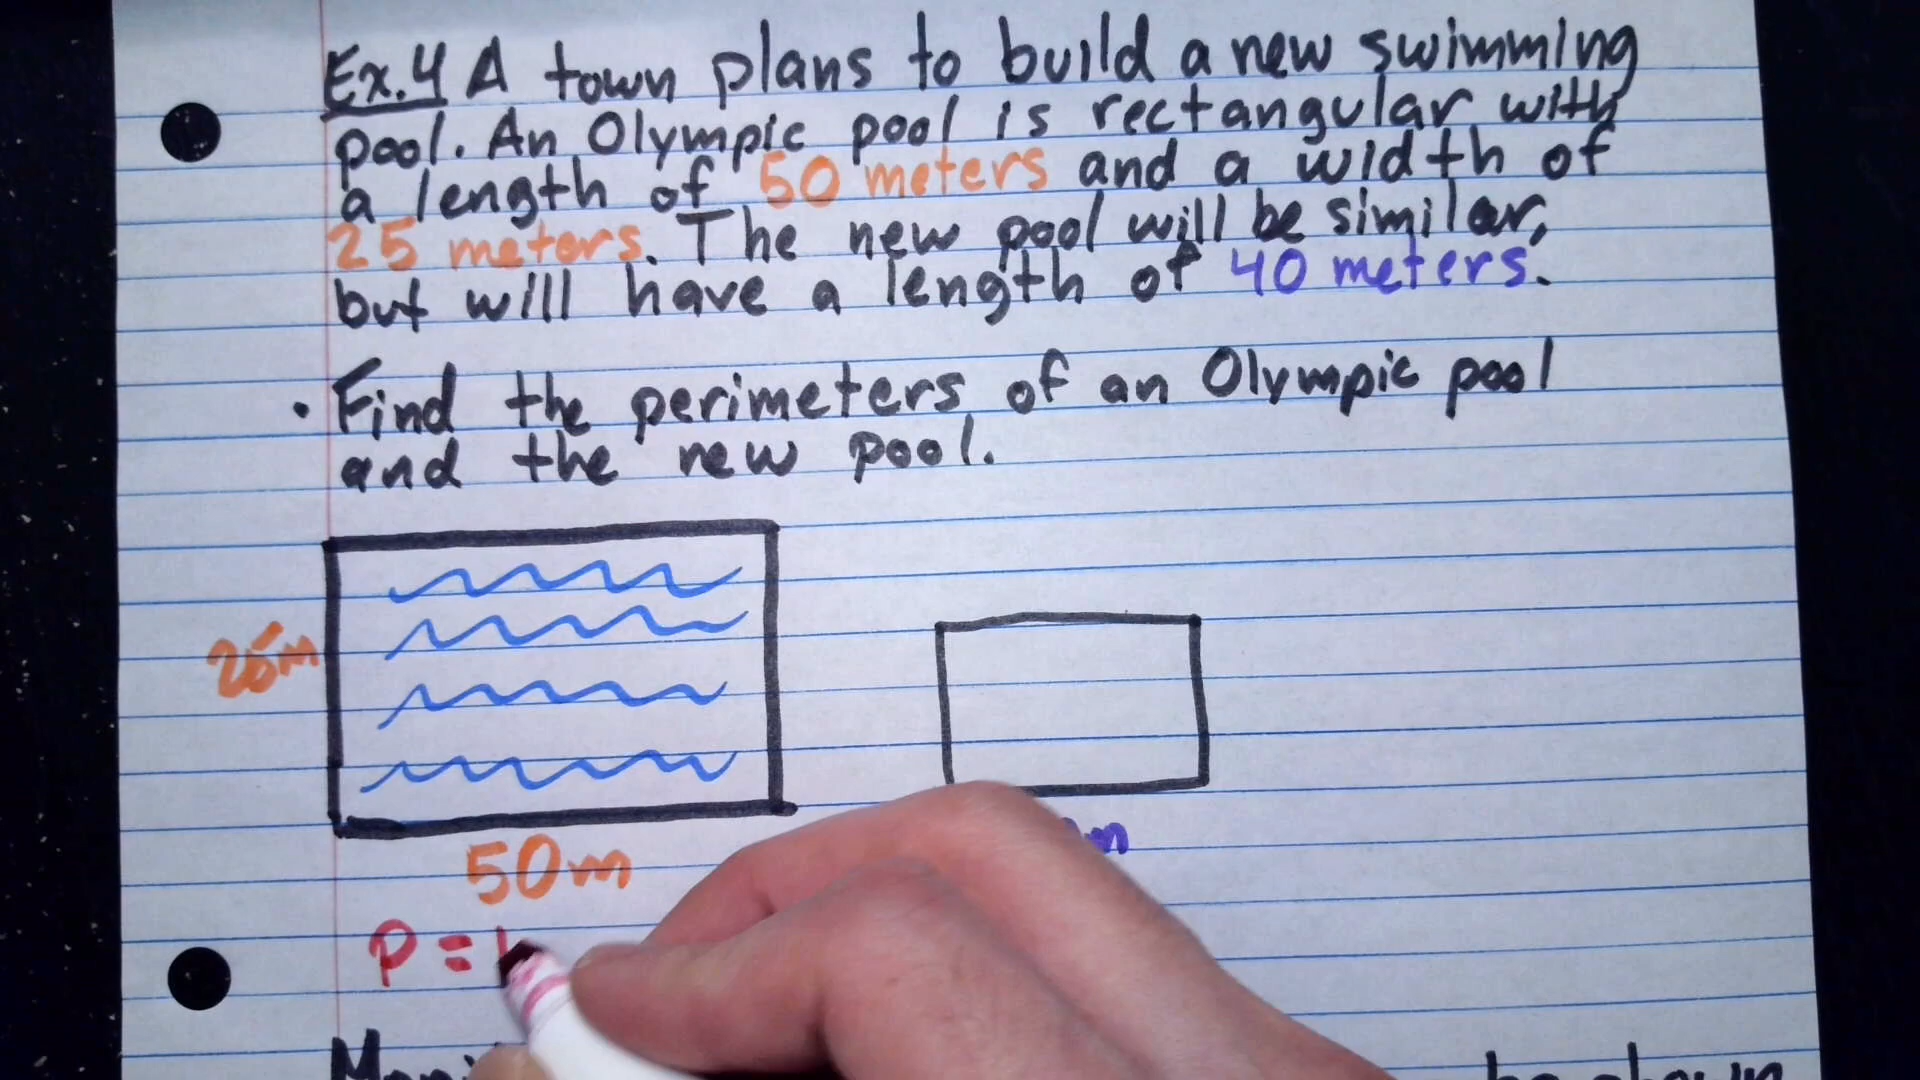 Ex.4 A town plans to build a new swimming
pool. An Olympic pool is rectangular with
a length of 50 meters and a width of
25 meters. The new pool will be similar,
but will have a length of 40 meters.
• Find the perimeters of an Olympic pool
and the new pool.
25m
50m
m
P =
be shown